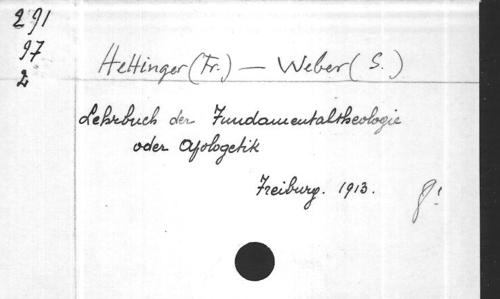 291
97
2
Hettinger (Fr.) — Weber (S.)
Lehrbuch der Fundamentaltheologie
oder Apologetik
Freiburg. 1913.